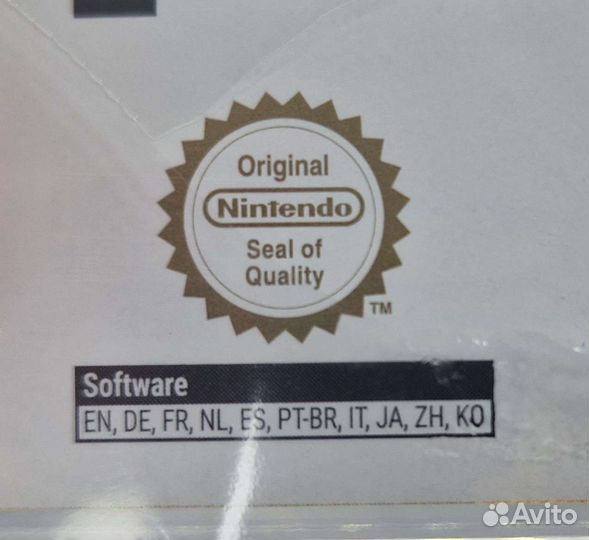 Original
Nintendo
Seal of
Quality
TM
Software
EN, DE, FR, NL, ES, PT-BR, IT, JA, ZH, KO
Avito